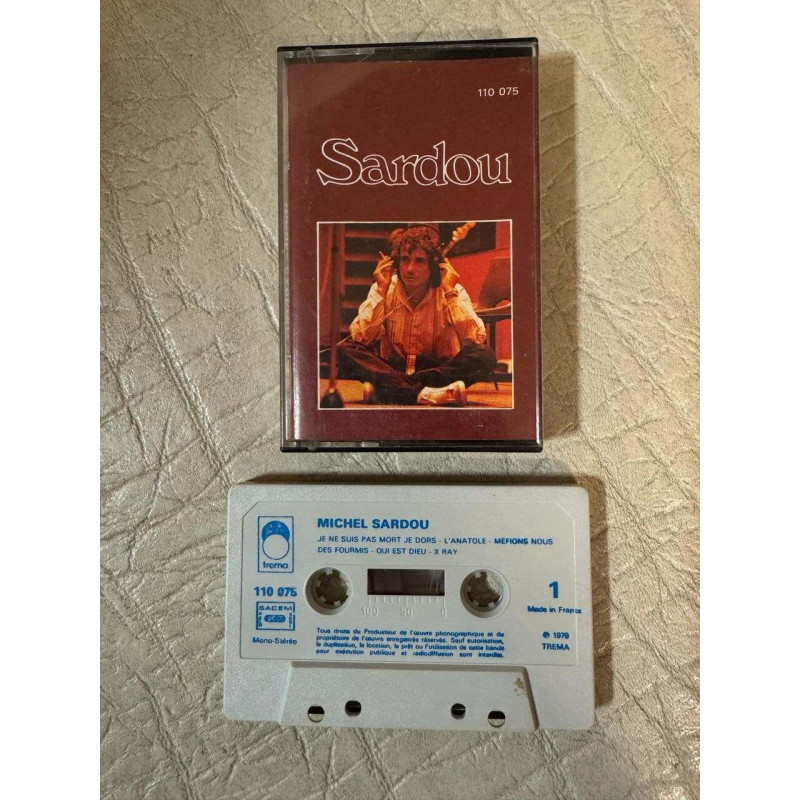 110 075
Sardou
MICHEL SARDOU
JE NE SUIS PAS MORT JE DORS - L'ANATOLE - MÉFIONS NOUS
DES FOURMIS - QUI EST DIEU - X RAY
trema
110 075
1
SACEM
Made in France
Mono-Stéréo
Tous droits du Producteur de l'œuvre phonographique et du
propriétaire de l'œuvre enregistrée réservés. Sauf autorisation,
la duplication, la location, le prêt ou l'utilisation de cette bande
pour exécution publique et radiodiffusion sont interdits.
℗ 1979
TREMA
100 50 0